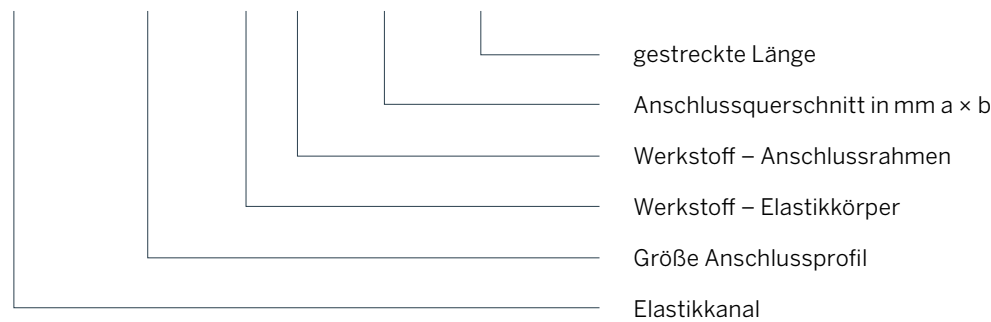 gestreckte Länge
Anschlussquerschnitt in mm a × b
Werkstoff – Anschlussrahmen
Werkstoff – Elastikkörper
Größe Anschlussprofil
Elastikkanal